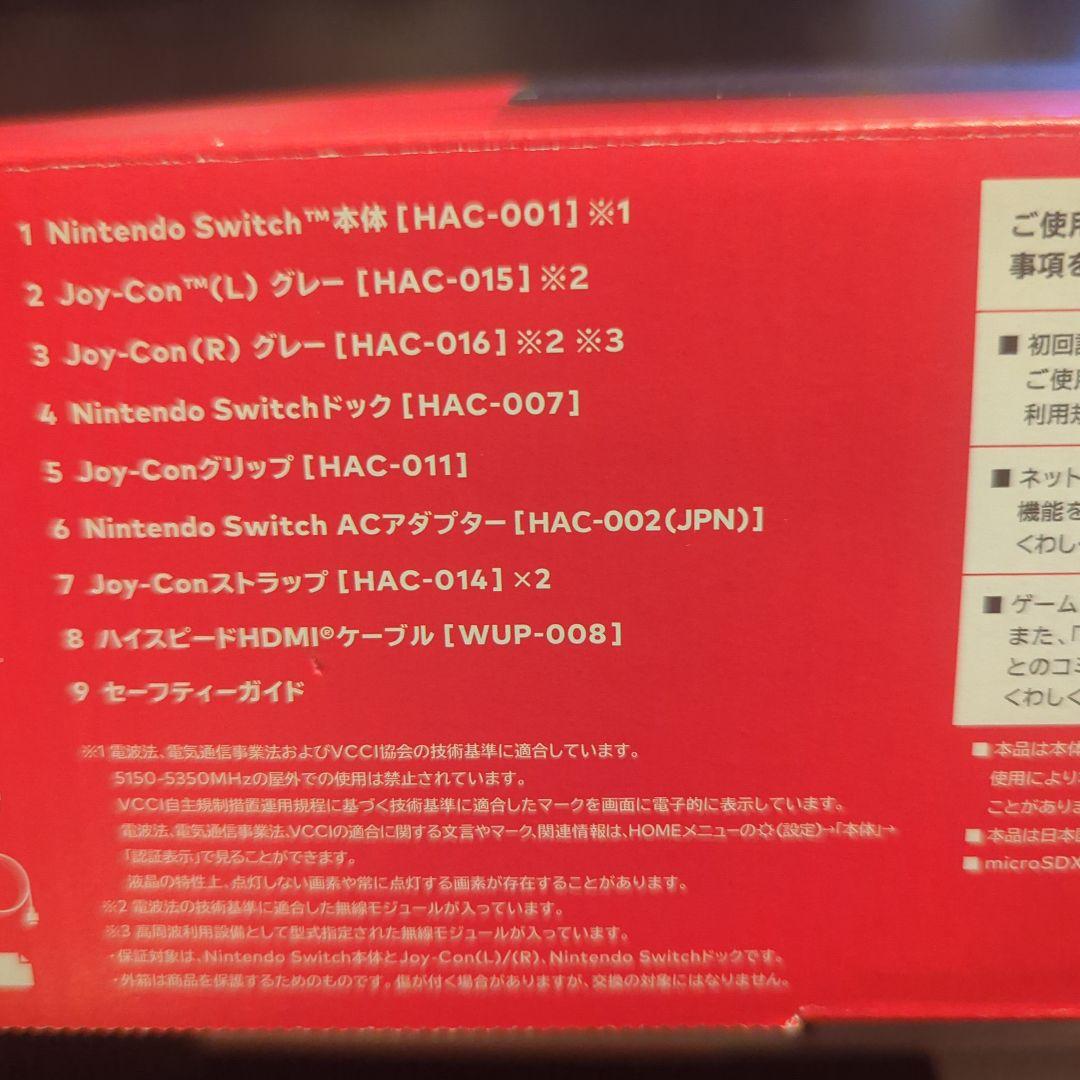 1 Nintendo Switch™本体 [HAC-001] ※1
2 Joy-Con™(L) グレー [HAC-015] ※2
3 Joy-Con(R) グレー [HAC-016] ※2 ※3
4 Nintendo Switchドック [HAC-007]
5 Joy-Conグリップ [HAC-011]
6 Nintendo Switch ACアダプター [HAC-002(JPN)]
7 Joy-Conストラップ [HAC-014] ×2
8 ハイスピードHDMI®ケーブル [WUP-008]
9 セーフティーガイド
※1 電波法、電気通信事業法およびVCCI協会の技術基準に適合しています。
5150-5350MHzの屋外での使用は禁止されています。
VCCI自主規制措置運用規程に基づく技術基準に適合したマークを画面に電子的に表示しています。
電波法、電気通信事業法、VCCIの適合に関する文言やマーク、関連情報は、HOMEメニューの(設定)→「本体」→
「認証表示」で見ることができます。
液晶の特性上、点灯しない画素や常に点灯する画素が存在することがあります。
※2 電波法の技術基準に適合した無線モジュールが入っています。
※3 高周波利用設備として型式指定された無線モジュールが入っています。
・保証対象は、Nintendo Switch本体とJoy-Con(L)/(R)、Nintendo Switchドックです。
・外箱は商品を保護するためのものです。傷が付く場合がありますが、交換の対象にはなりません。
ご使用
事項を
■ 初回
ご使用
利用規
■ ネット
機能を
くわし
■ ゲーム
また、「
とのコミ
くわしく
■ 本品は本体
使用により
ことがありま
■ 本品は日本
■ microSDX